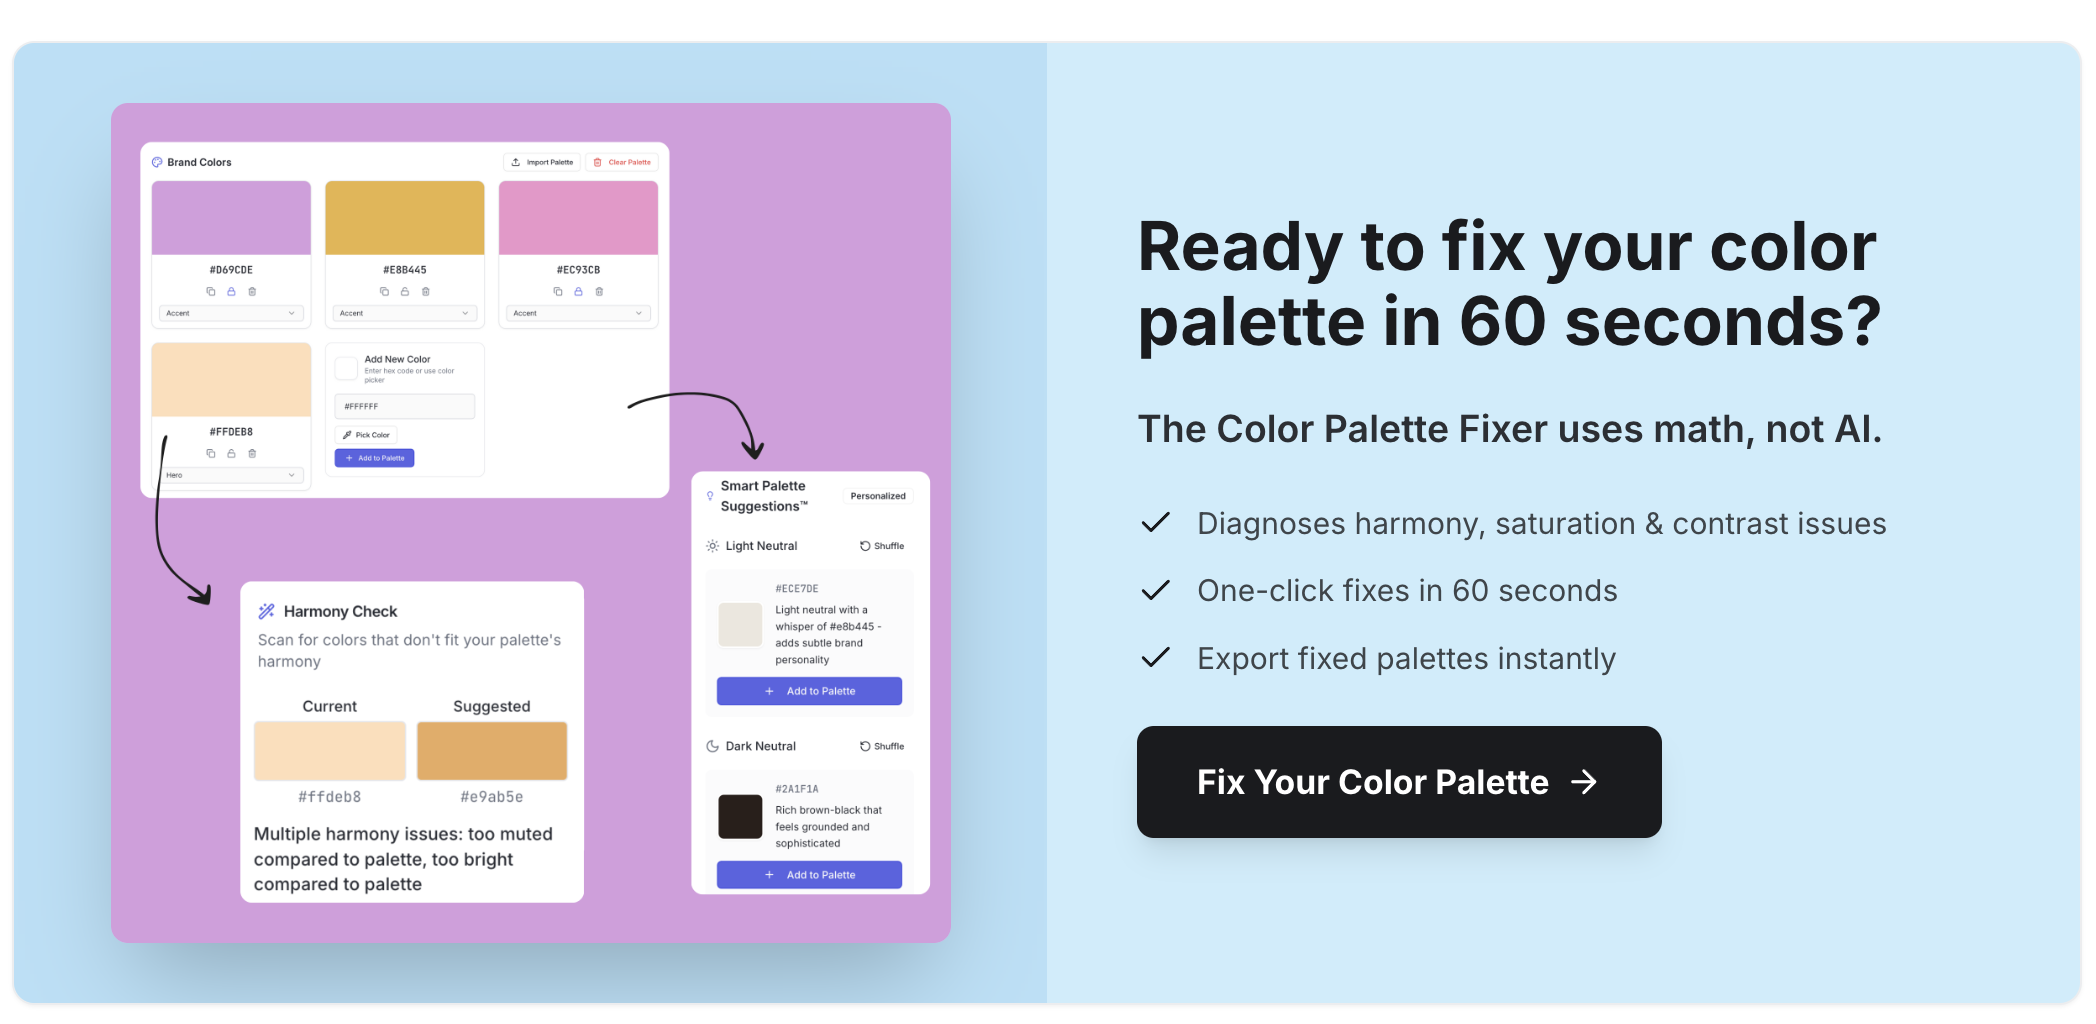 Brand Colors
Import Palette
Clear Palette
#D69CDE
#E8B445
#EC93CB
Accent
Accent
Accent
#FFDEB8
Hero
Add New Color
Enter hex code or use color
picker
#FFFFFF
Pick Color
+ Add to Palette
Smart Palette
Suggestions™
Personalized
Light Neutral
Shuffle
#ECE7DE
Light neutral with a
whisper of #e8b445 -
adds subtle brand
personality
+ Add to Palette
Dark Neutral
Shuffle
#2A1F1A
Rich brown-black that
feels grounded and
sophisticated
+ Add to Palette
Harmony Check
Scan for colors that don't fit your palette's
harmony
Current
Suggested
#ffdeb8
#e9ab5e
Multiple harmony issues: too muted
compared to palette, too bright
compared to palette
Ready to fix your color
palette in 60 seconds?
The Color Palette Fixer uses math, not AI.
Diagnoses harmony, saturation & contrast issues
One-click fixes in 60 seconds
Export fixed palettes instantly
Fix Your Color Palette →